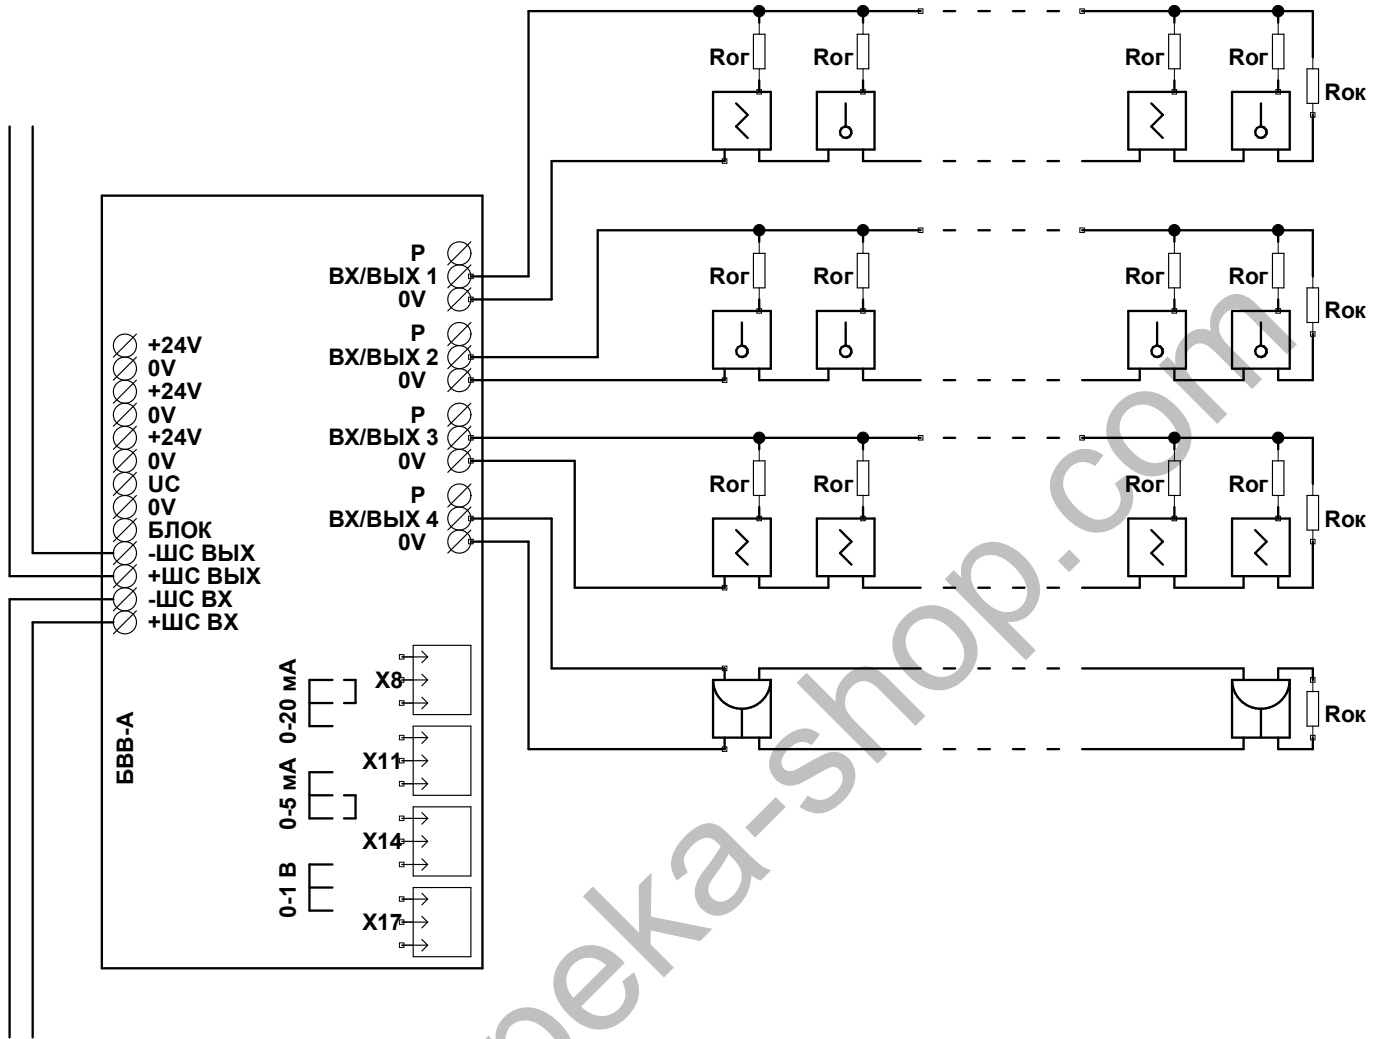 Rог Rог Rог Rог
Rок
P
ВХ/ВЫХ 1
0V
Rог Rог Rог Rог
Rок
P
ВХ/ВЫХ 2
0V
P
ВХ/ВЫХ 3
0V
Rог Rог Rог Rог
Rок
P
ВХ/ВЫХ 4
0V
+24V
0V
+24V
0V
+24V
0V
UC
0V
БЛОК
-ШС ВЫХ
+ШС ВЫХ
-ШС ВХ
+ШС ВХ
Rок
X8
X11
X14
X17
0-20 мА
0-5 мА
0-1 В
БВВ-А
peka-shop.com